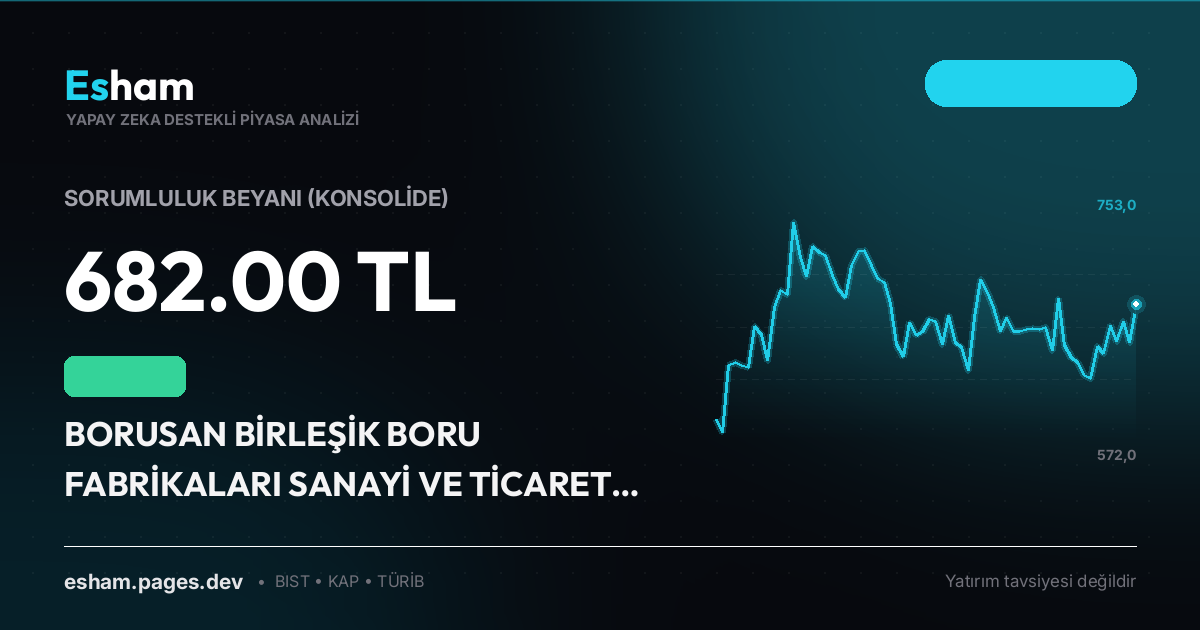 Esham
YAPAY ZEKA DESTEKLİ PİYASA ANALİZİ
SORUMLULUK BEYANI (KONSOLİDE)
682.00 TL
BORUSAN BİRLEŞİK BORU
FABRİKALARI SANAYİ VE TİCARET...
753,0
572,0
esham.pages.dev • BIST • KAP • TÜRİB
Yatırım tavsiyesi değildir